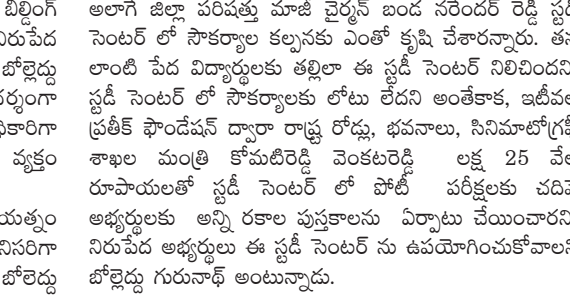 బిల్డింగ్
నిరుపేద
బోల్లెద్దు
దర్శంగా
ధికారిగా
వ్యక్తం
యత్నం
నిసరిగా
బోలెద్దు
అలాగే జిల్లా పరిషత్తు మాజీ చైర్మన్ బండ నరేందర్ రెడ్డి స్టడీ
సెంటర్ లో సౌకర్యాల కల్పనకు ఎంతో కృషి చేశారన్నారు. తన
లాంటి పేద విద్యార్థులకు తల్లిలా ఈ స్టడీ సెంటర్ నిలిచిందని
స్టడీ సెంటర్ లో సౌకర్యాలకు లోటు లేదని అంతేకాక, ఇటీవల
ప్రతీక్ ఫౌండేషన్ ద్వారా రాష్ట్ర రోడ్లు, భవనాలు, సినిమాటోగ్రఫీ
శాఖల మంత్రి కోమటిరెడ్డి వెంకటరెడ్డి లక్ష 25 వేల
రూపాయలతో స్టడీ సెంటర్ లో పోటీ పరీక్షలకు చదివే
అభ్యర్థులకు అన్ని రకాల పుస్తకాలను ఏర్పాటు చేయించారని
నిరుపేద అభ్యర్థులు ఈ స్టడీ సెంటర్ ను ఉపయోగించుకోవాలని
బోల్లెద్దు గురునాథ్ అంటున్నాడు.